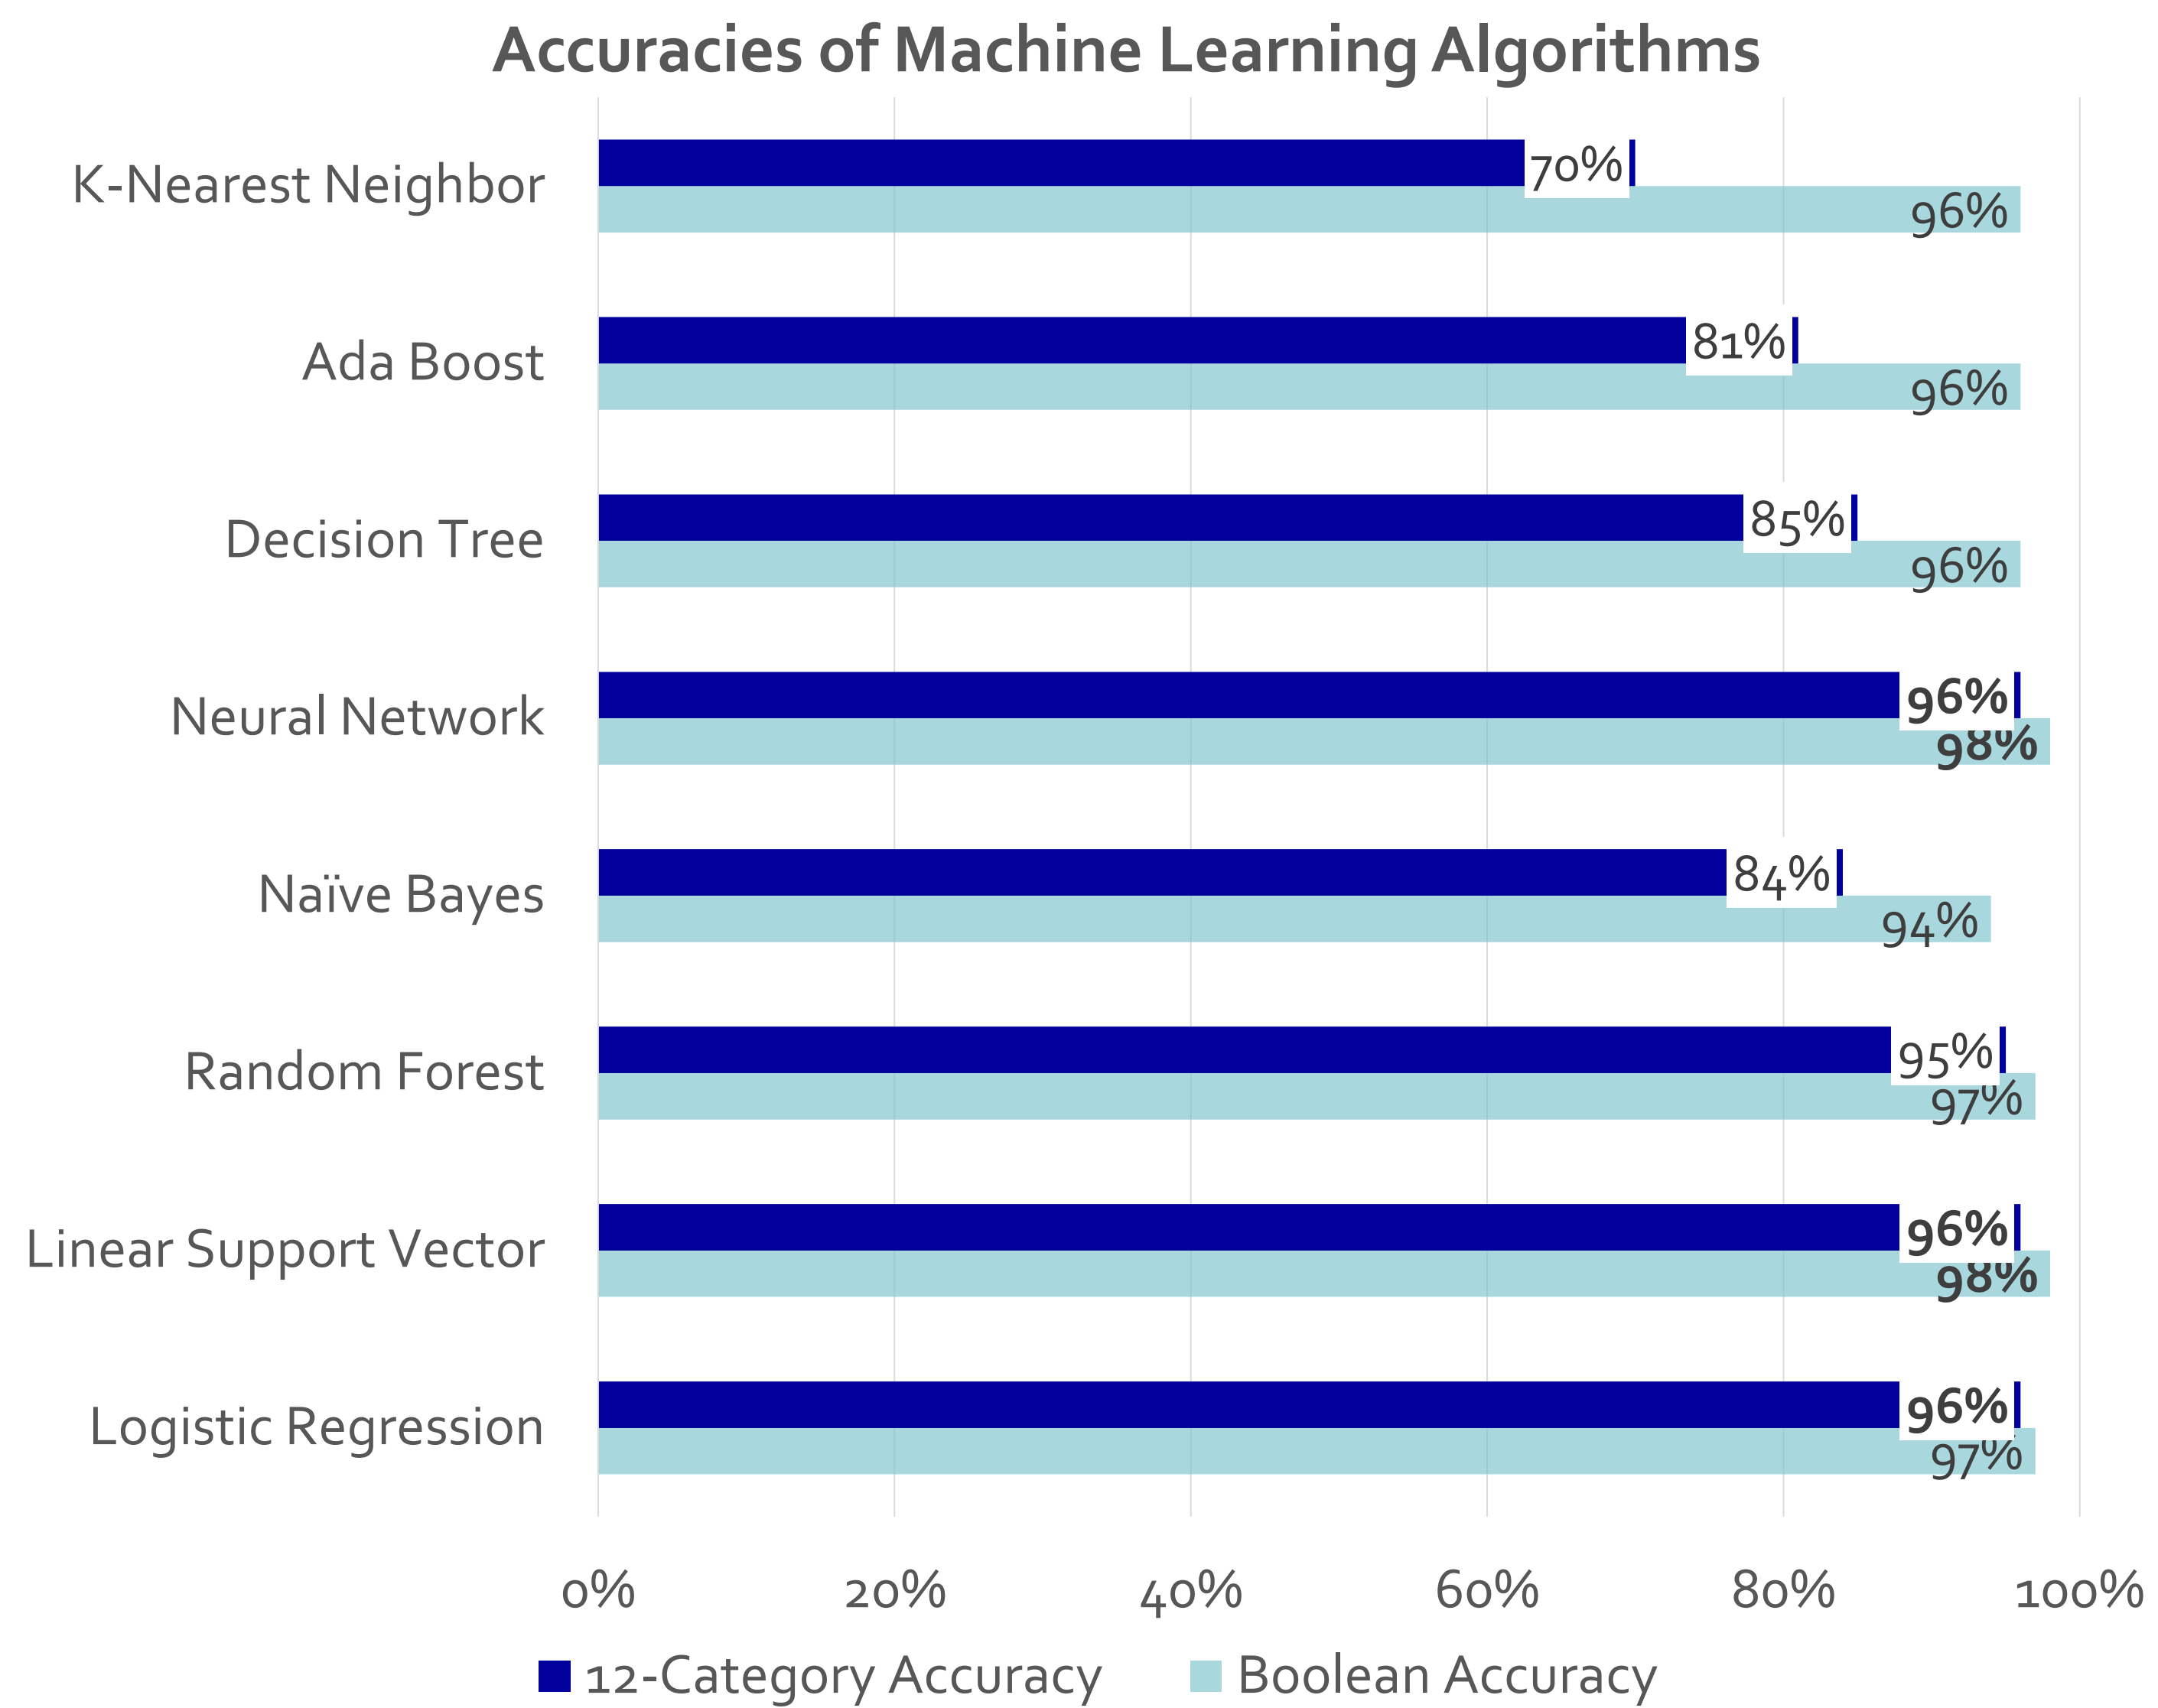 Accuracies of Machine Learning Algorithms
K-Nearest Neighbor
70%
96%
Ada Boost
81%
96%
Decision Tree
85%
96%
Neural Network
96%
98%
Naïve Bayes
84%
94%
Random Forest
95%
97%
Linear Support Vector
96%
98%
Logistic Regression
96%
97%
0% 20% 40% 60% 80% 100%
12-Category Accuracy Boolean Accuracy